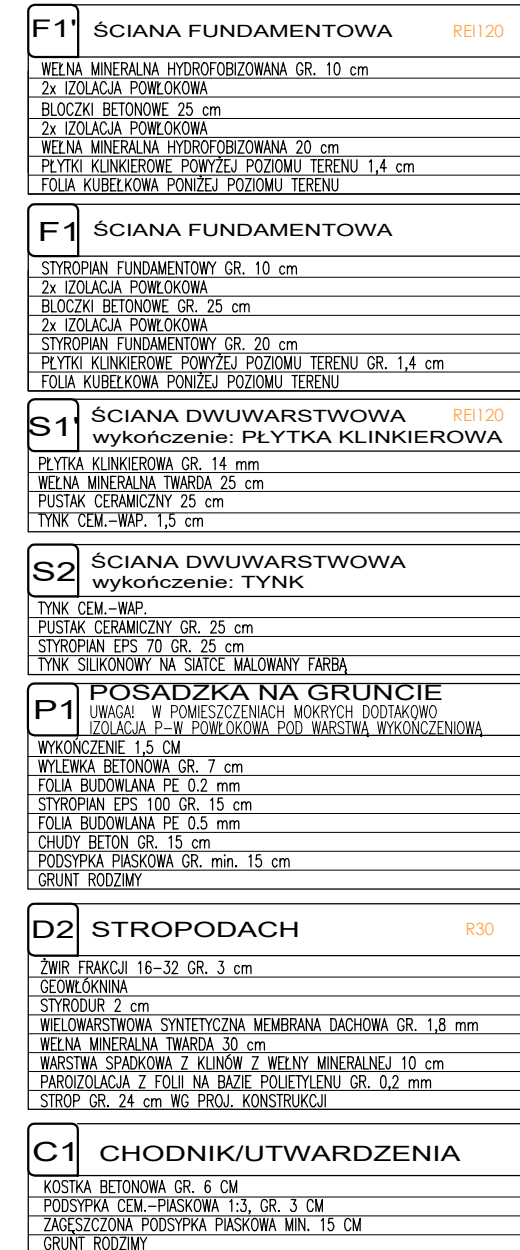 F1' ŚCIANA FUNDAMENTOWA REI120
WEŁNA MINERALNA HYDROFOBIZOWANA GR. 10 cm
2x IZOLACJA POWŁOKOWA
BLOCZKI BETONOWE 25 cm
2x IZOLACJA POWŁOKOWA
WEŁNA MINERALNA HYDROFOBIZOWANA 20 cm
PŁYTKI KLINKIEROWE POWYŻEJ POZIOMU TERENU 1,4 cm
FOLIA KUBEŁKOWA PONIŻEJ POZIOMU TERENU
F1 ŚCIANA FUNDAMENTOWA
STYROPIAN FUNDAMENTOWY GR. 10 cm
2x IZOLACJA POWŁOKOWA
BLOCZKI BETONOWE GR. 25 cm
2x IZOLACJA POWŁOKOWA
STYROPIAN FUNDAMENTOWY GR. 20 cm
PŁYTKI KLINKIEROWE POWYŻEJ POZIOMU TERENU GR. 1,4 cm
FOLIA KUBEŁKOWA PONIŻEJ POZIOMU TERENU
S1' ŚCIANA DWUWARSTWOWA REI120
wykończenie: PŁYTKA KLINKIEROWA
PŁYTKA KLINKIEROWA GR. 14 mm
WEŁNA MINERALNA TWARDA 25 cm
PUSTAK CERAMICZNY 25 cm
TYNK CEM.-WAP. 1,5 cm
S2 ŚCIANA DWUWARSTWOWA
wykończenie: TYNK
TYNK CEM.-WAP.
PUSTAK CERAMICZNY GR. 25 cm
STYROPIAN EPS 70 GR. 25 cm
TYNK SILIKONOWY NA SIATCE MALOWANY FARBĄ
P1 POSADZKA NA GRUNCIE
UWAGA! W POMIESZCZENIACH MOKRYCH DODTAKOWO
IZOLACJA P-W POWŁOKOWA POD WARSTWĄ WYKOŃCZENIOWĄ
WYKOŃCZENIE 1,5 CM
WYLEWKA BETONOWA GR. 7 cm
FOLIA BUDOWLANA PE 0.2 mm
STYROPIAN EPS 100 GR. 15 cm
FOLIA BUDOWLANA PE 0.5 mm
CHUDY BETON GR. 15 cm
PODSYPKA PIASKOWA GR. min. 15 cm
GRUNT RODZIMY
D2 STROPODACH R30
ŻWIR FRAKCJI 16-32 GR. 3 cm
GEOWŁÓKNINA
STYRODUR 2 cm
WIELOWARSTWOWA SYNTETYCZNA MEMBRANA DACHOWA GR. 1,8 mm
WEŁNA MINERALNA TWARDA 30 cm
WARSTWA SPADKOWA Z KLINÓW Z WEŁNY MINERALNEJ 10 cm
PAROIZOLACJA Z FOLII NA BAZIE POLIETYLENU GR. 0,2 mm
STROP GR. 24 cm WG PROJ. KONSTRUKCJI
C1 CHODNIK/UTWARDZENIA
KOSTKA BETONOWA GR. 6 CM
PODSYPKA CEM.-PIASKOWA 1:3, GR. 3 CM
ZAGĘSZCZONA PODSYPKA PIASKOWA MIN. 15 CM
GRUNT RODZIMY